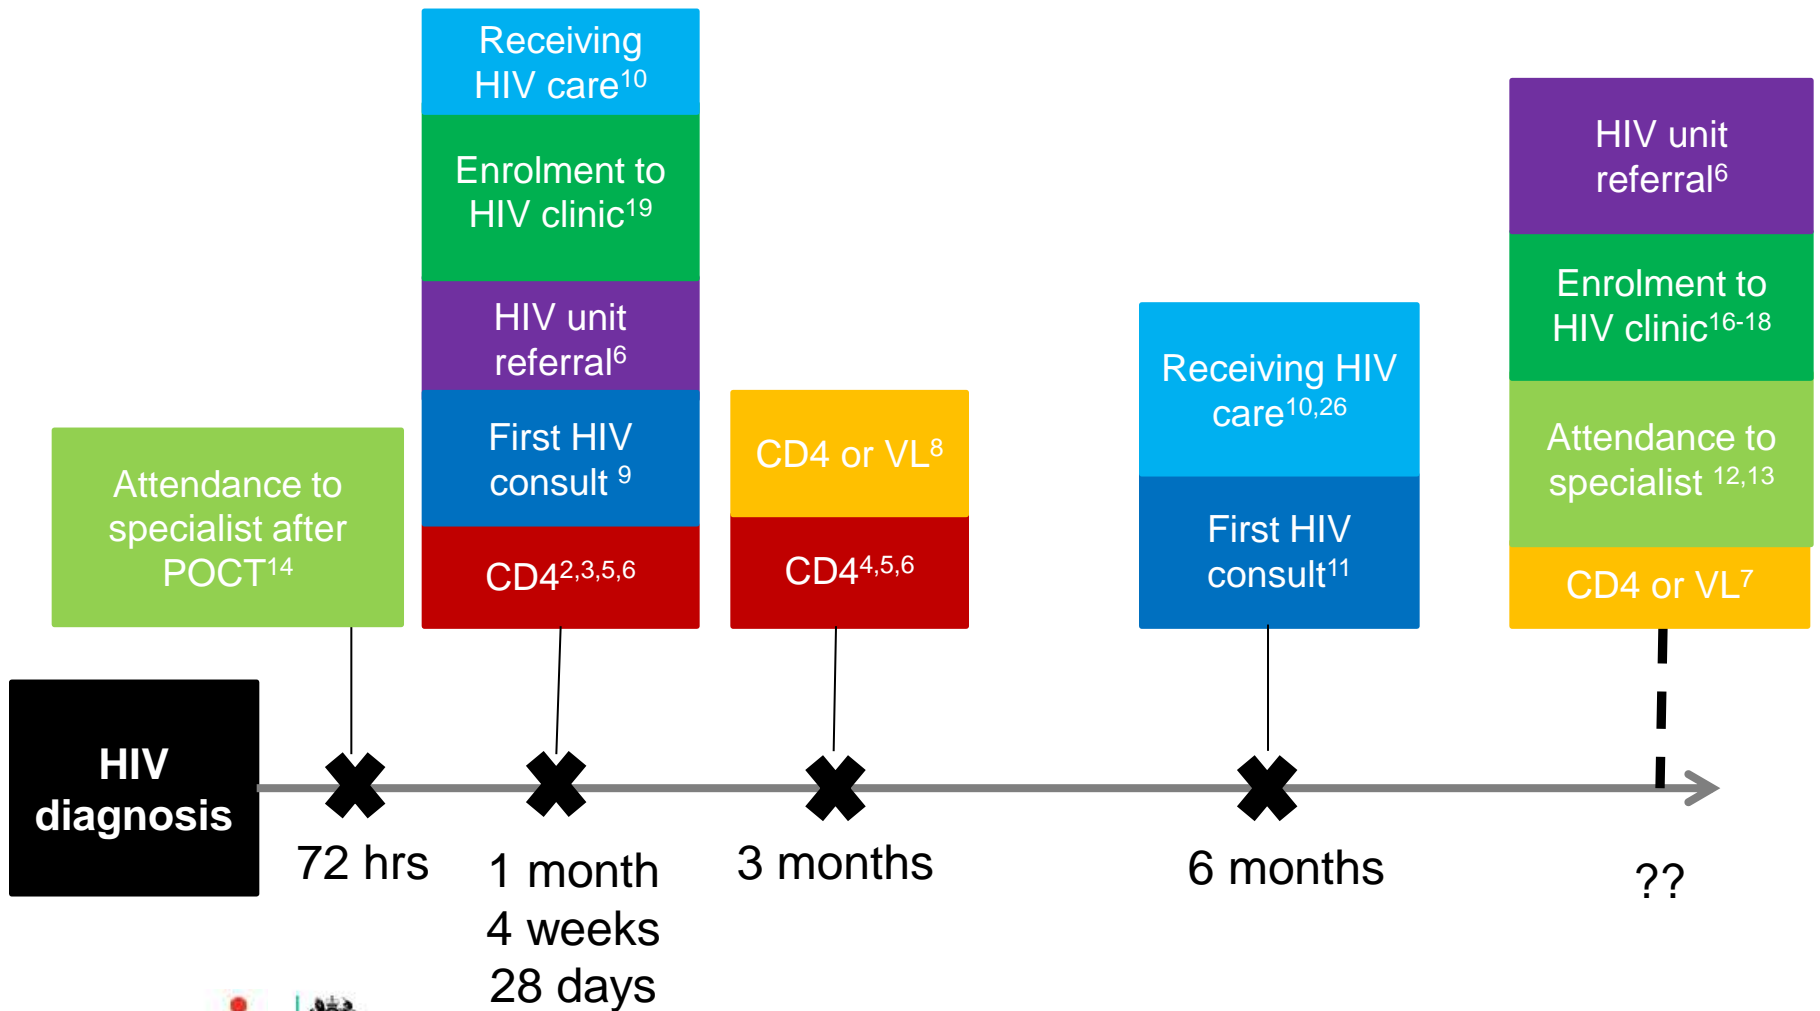 Receiving
HIV care10
Enrolment to
HIV clinic19
HIV unit
referral6
First HIV
consult 9
CD42,3,5,6
Attendance to
specialist after
POCT14
CD4 or VL8
CD44,5,6
Receiving HIV
care10,26
First HIV
consult11
HIV unit
referral6
Enrolment to
HIV clinic16-18
Attendance to
specialist 12,13
CD4 or VL7
HIV
diagnosis
72 hrs
1 month
4 weeks
28 days
3 months
6 months
??